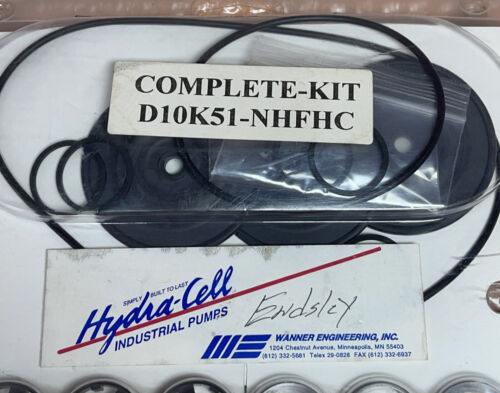 COMPLETE-KIT
D10K51-NHFHC
SIMPLY BUILT TO LAST
Hydra-Cell
INDUSTRIAL PUMPS
Endsley
WANNER ENGINEERING, INC.
1204 Chestnut Avenue, Minneapolis, MN 55403
(612) 332-5681 Telex 29-0826 FAX (612) 332-6937